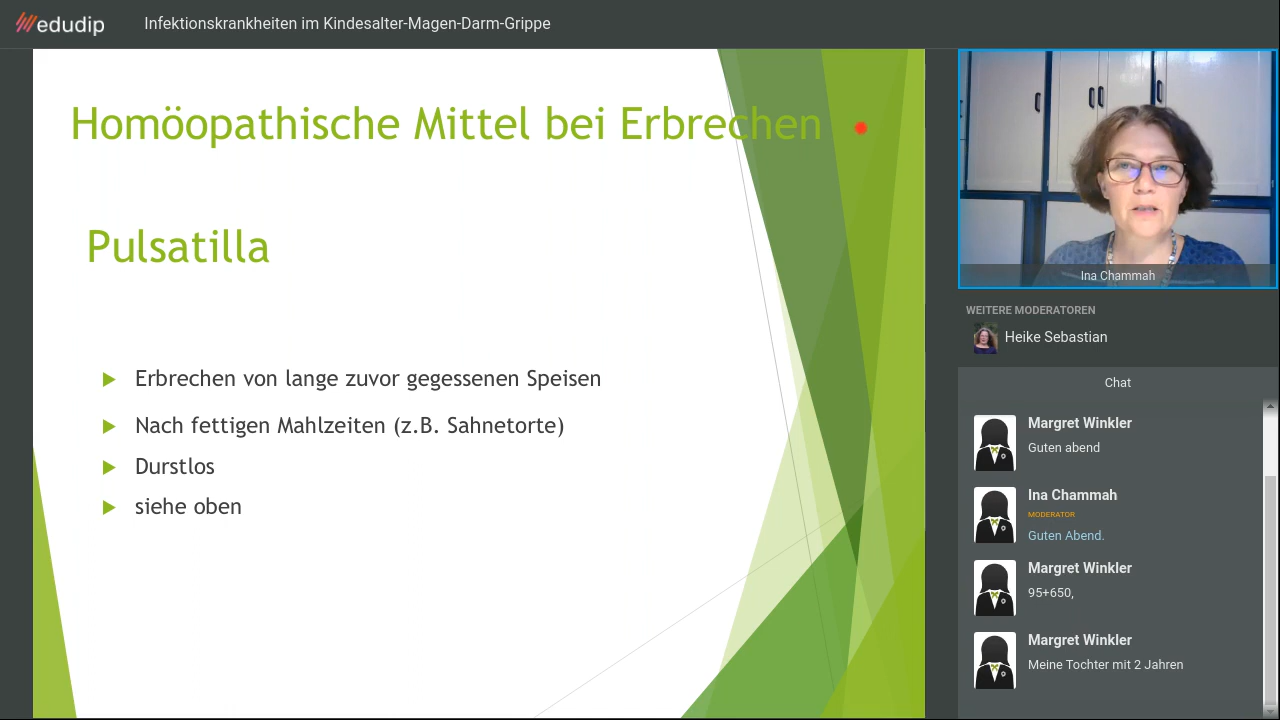 edudip
Infektionskrankheiten im Kindesalter-Magen-Darm-Grippe
Homöopathische Mittel bei Erbrechen
Pulsatilla
Erbrechen von lange zuvor gegessenen Speisen
Nach fettigen Mahlzeiten (z.B. Sahnetorte)
Durstlos
siehe oben
Ina Chammah
WEITERE MODERATOREN
Heike Sebastian
Chat
Margret Winkler
Guten abend
Ina Chammah
MODERATOR
Guten Abend.
Margret Winkler
95+650,
Margret Winkler
Meine Tochter mit 2 Jahren